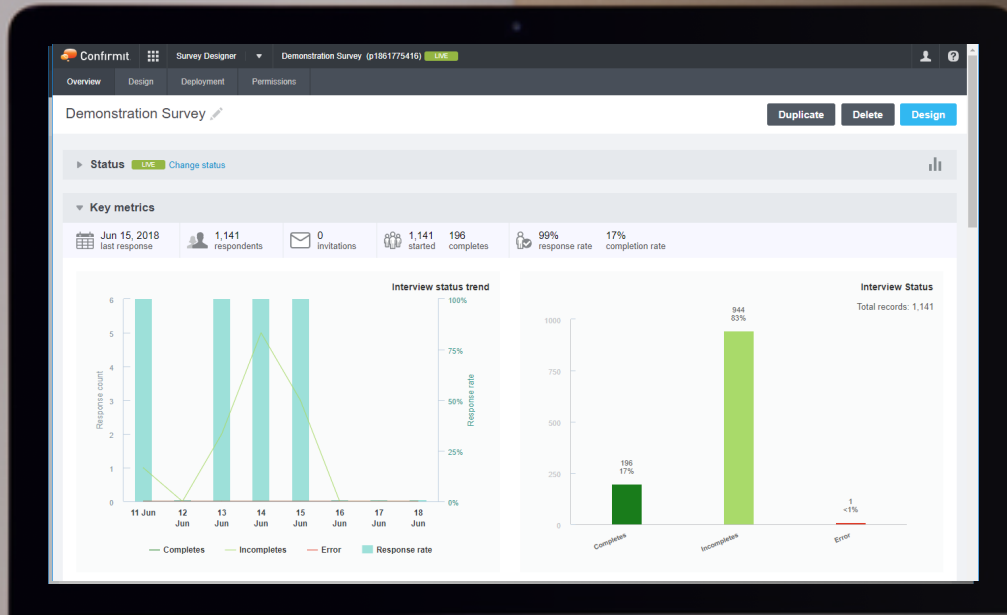 Confirmit Survey Designer Demonstration Survey (p1861775416) LIVE
Overview Design Deployment Permissions
Demonstration Survey
Duplicate Delete Design
Status LIVE Change status
Key metrics
Jun 15, 2018 1,141 0 1,141 196 99% 17%
last response respondents invitations started completes response rate completion rate
Interview status trend
6 100%
5
75%
4
Response count
3 50%
Response rate
2
25%
1
0 0%
11 Jun 12 Jun 13 Jun 14 Jun 15 Jun 16 Jun 17 Jun 18 Jun
Completes Incompletes Error Response rate
Interview Status
Total records: 1,141
1000
750
500
250
0
944
83%
196
17%
1
<1%
Completes Incompletes Error